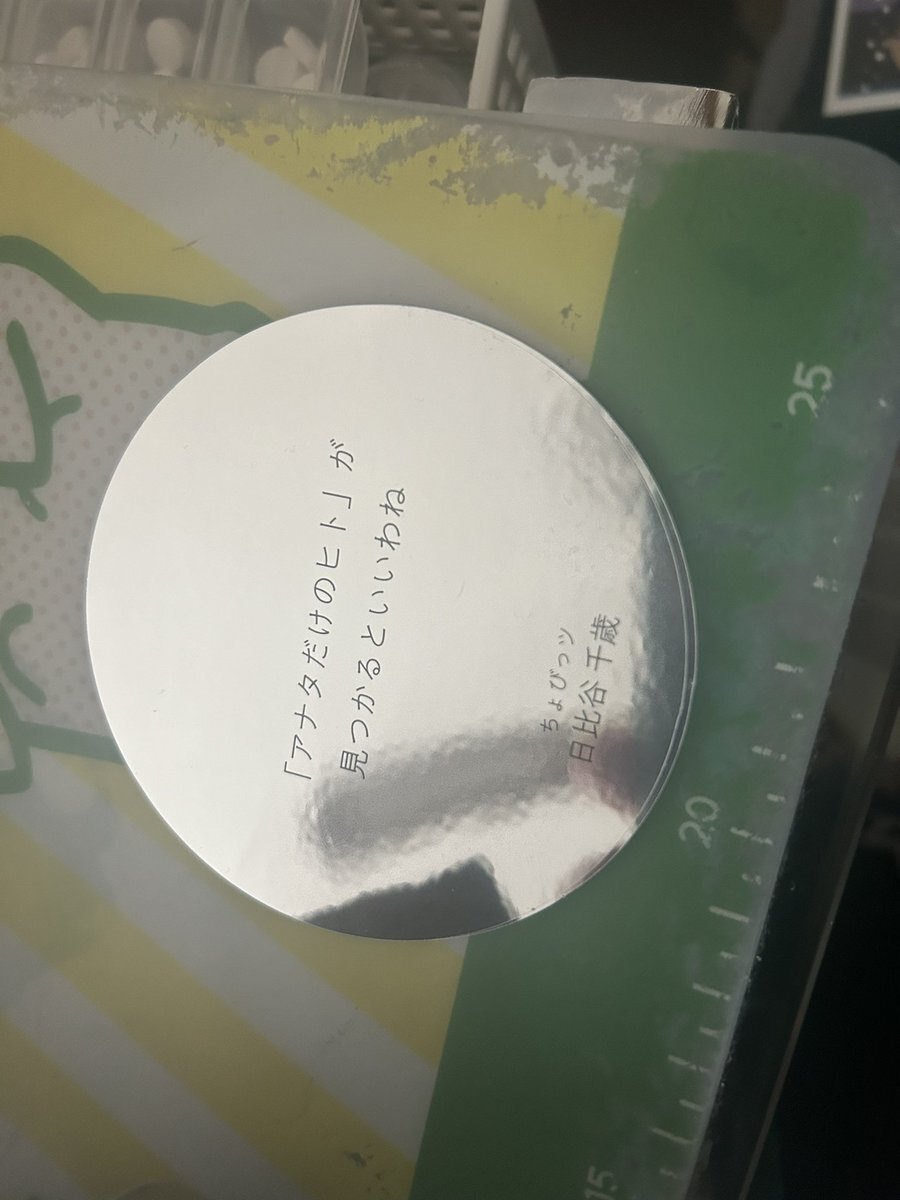 「アナタだけのヒト」が
見つかるといいわね
ちょびっツ
日比谷 千歳
25
20
15